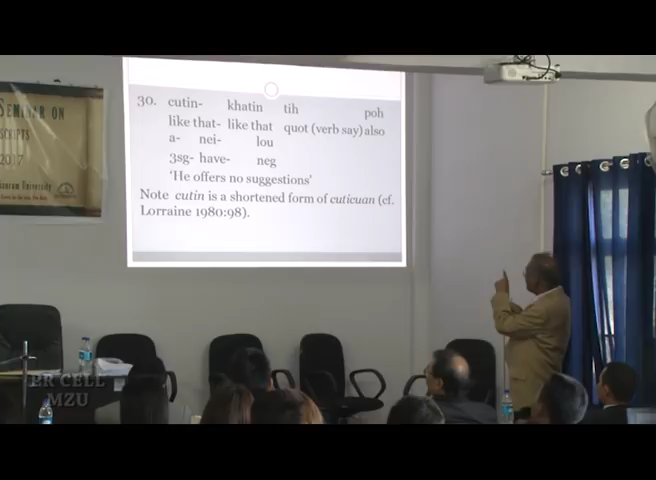 SEMINAR ON
SCRIPTS
2017
Mizoram University
30. cutin- khatin tih poh
like that- like that quot (verb say) also
a- nei- lou
3sg- have- neg
‘He offers no suggestions’
Note cutin is a shortened form of cuticuan (cf.
Lorraine 1980:98).
PR CELL
MZU